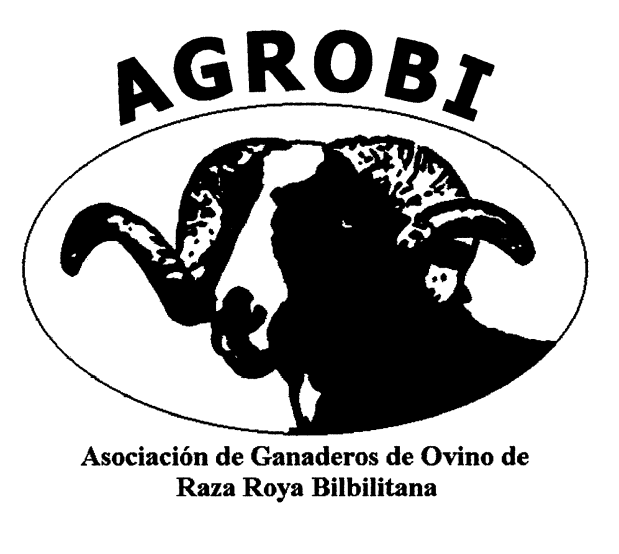 AGROBI
Asociación de Ganaderos de Ovino de
Raza Roya Bilbilitana